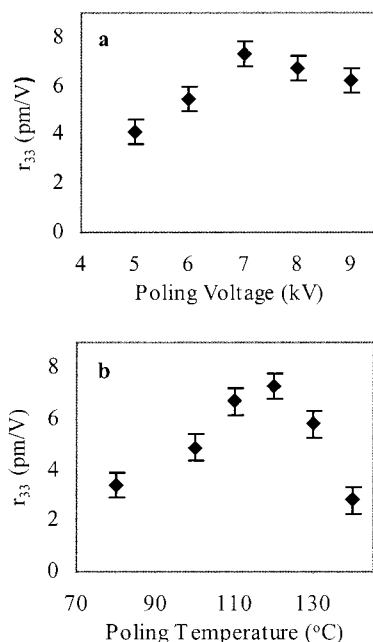 a
8
6
4
2
0
r₃₃ (pm/V)
4 5 6 7 8 9
Poling Voltage (kV)
b
8
6
4
2
0
r₃₃ (pm/V)
70 90 110 130
Poling Temperature (°C)